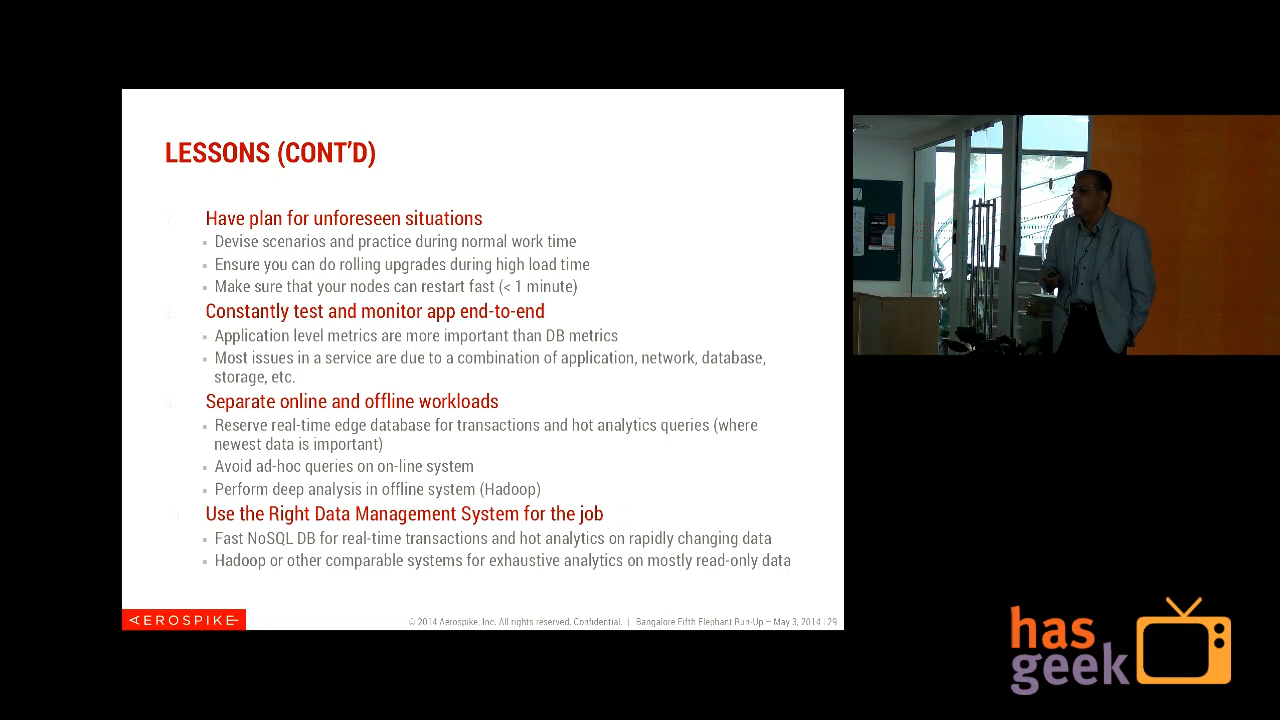 LESSONS (CONT'D)
Have plan for unforeseen situations
▪ Devise scenarios and practice during normal work time
▪ Ensure you can do rolling upgrades during high load time
▪ Make sure that your nodes can restart fast (< 1 minute)
Constantly test and monitor app end-to-end
▪ Application level metrics are more important than DB metrics
▪ Most issues in a service are due to a combination of application, network, database,
storage, etc.
Separate online and offline workloads
▪ Reserve real-time edge database for transactions and hot analytics queries (where
newest data is important)
▪ Avoid ad-hoc queries on on-line system
▪ Perform deep analysis in offline system (Hadoop)
Use the Right Data Management System for the job
▪ Fast NoSQL DB for real-time transactions and hot analytics on rapidly changing data
▪ Hadoop or other comparable systems for exhaustive analytics on mostly read-only data
AEROSPIKE
© 2014 Aerospike, Inc. All rights reserved. Confidential. | Bangalore Fifth Elephant Run-Up – May 3, 2014 | 29
has
geek